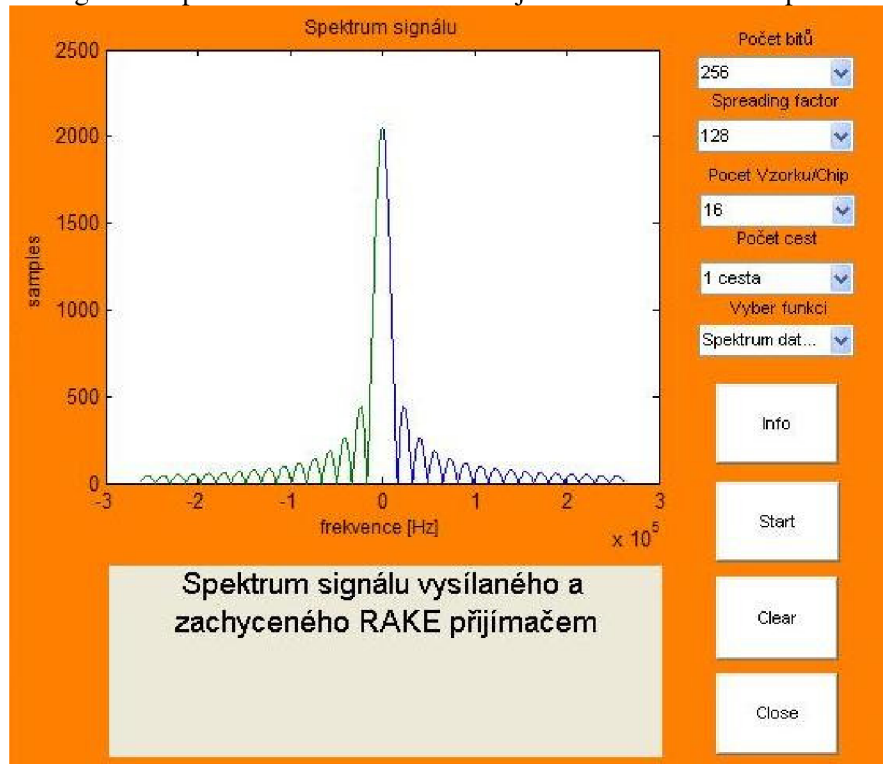 Spektrum signálu
2500
2000
1500
1000
500
0
samples
-3 -2 -1 0 1 2 3
frekvence [Hz]
x 10^5
Spektrum signálu vysílaného a
zachyceného RAKE přijímačem
Počet bitů
256
Spreading factor
128
Pocet Vzorku/Chip
16
Počet cest
1 cesta
Vyber funkci
Spektrum dat...
Info
Start
Clear
Close